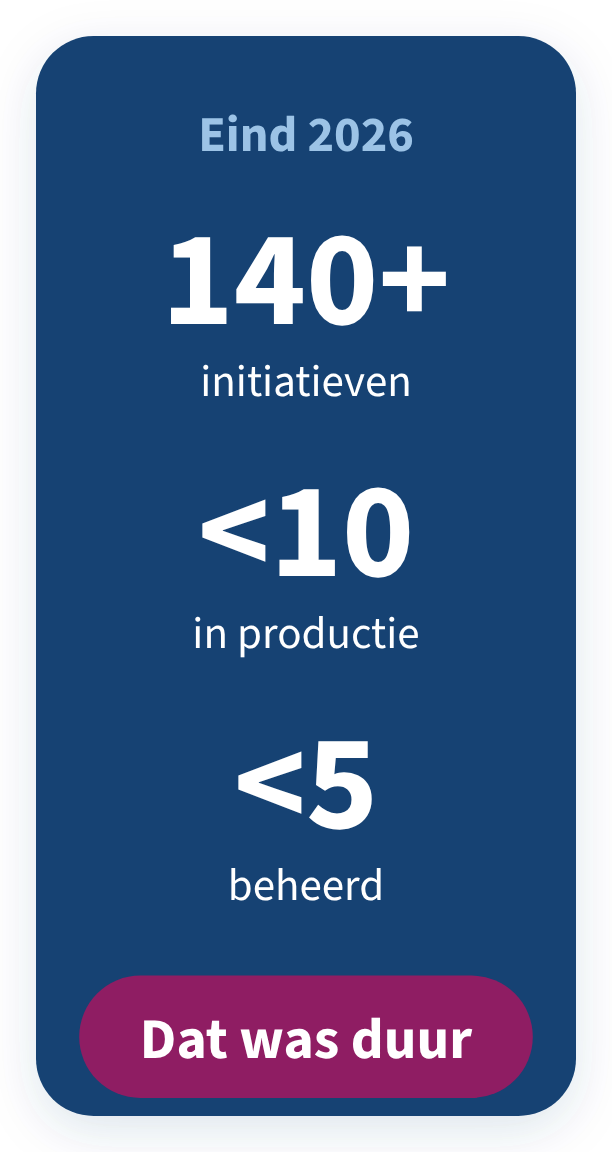 Eind 2026
140+
initiatieven
<10
in productie
<5
beheerd
Dat was duur